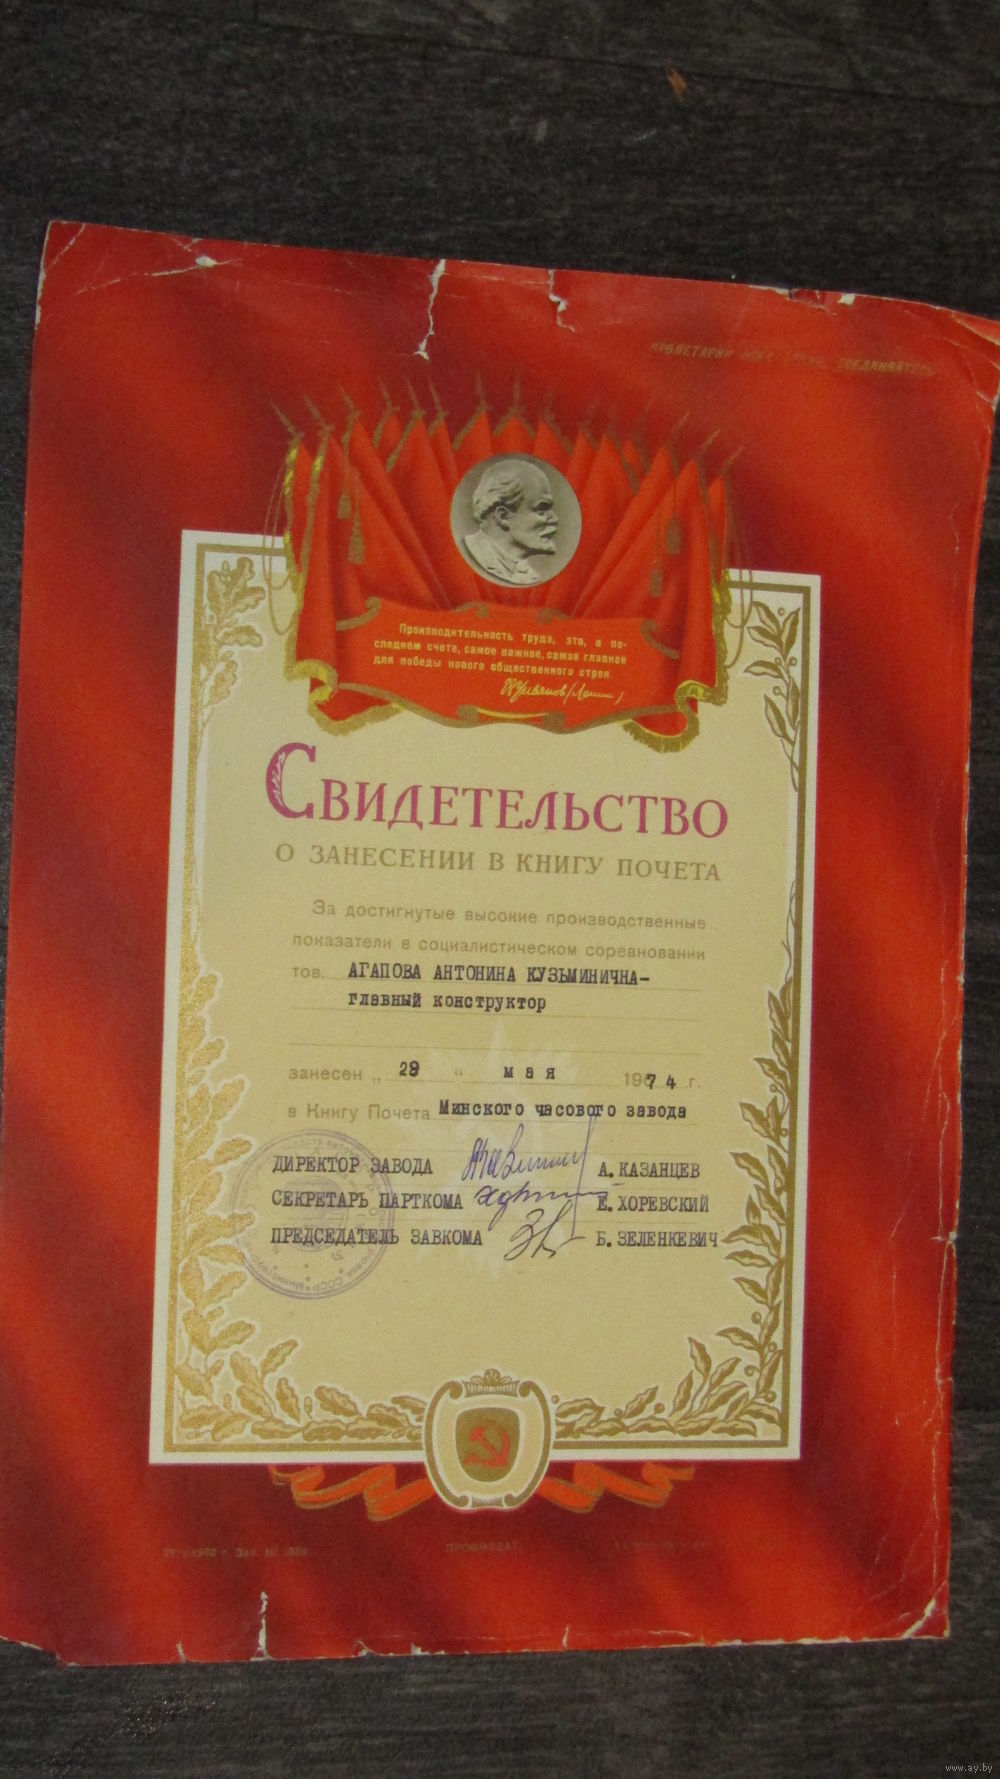 ПРОЛЕТАРИИ ВСЕХ СТРАН, СОЕДИНЯЙТЕСЬ
Производительность труда, это, в по-
следнем счете, самое важное, самое главное
для победы нового общественного строя.
В.Ульянов (Ленин)
СВИДЕТЕЛЬСТВО
О ЗАНЕСЕНИИ В КНИГУ ПОЧЕТА
За достигнутые высокие производственные
показатели в социалистическом соревновании
тов. АГАПОВА АНТОНИНА КУЗЬМИНИЧНА-
главный конструктор
занесен „ 29 “ мая 1974 г.
в Книгу Почета Минского часового завода
ДИРЕКТОР ЗАВОДА А. КАЗАНЦЕВ
СЕКРЕТАРЬ ПАРТКОМА Е. ХОРЕВСКИЙ
ПРЕДСЕДАТЕЛЬ ЗАВКОМА Б. ЗЕЛЕНКЕВИЧ
СССР
ПРОФИЗДАТ
www.ay.by